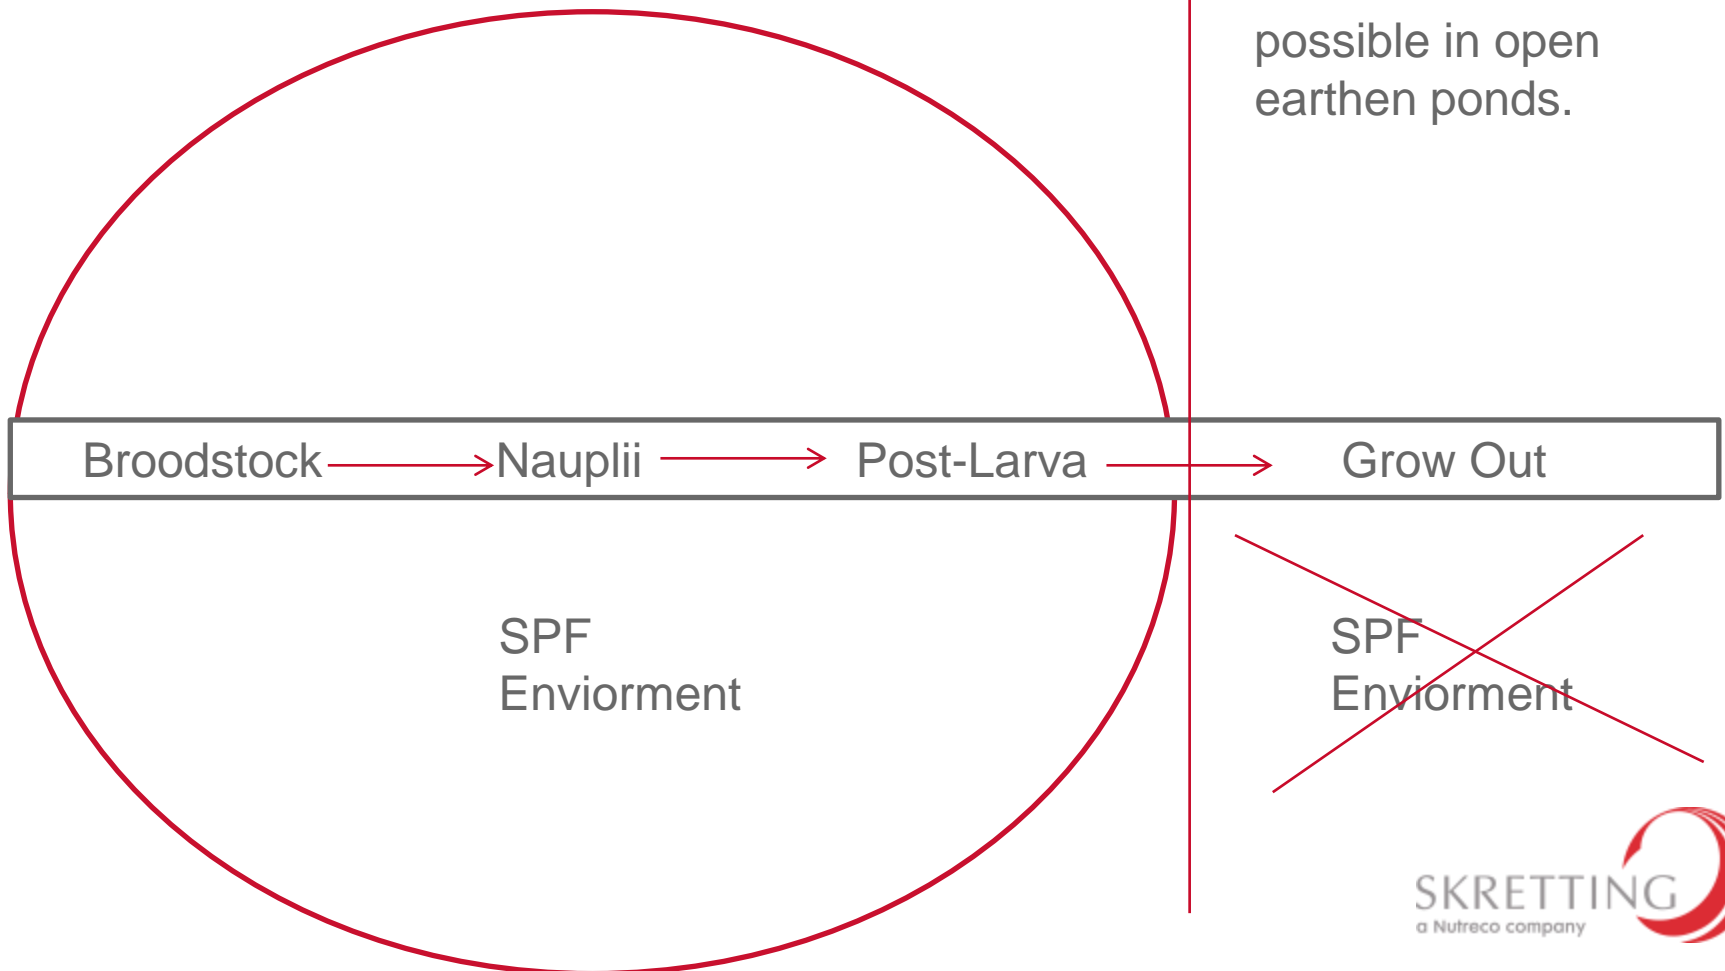 possible in open
earthen ponds.
Broodstock Nauplii Post-Larva Grow Out
SPF
Enviorment
SPF
Enviorment
SKRETTING
a Nutreco company